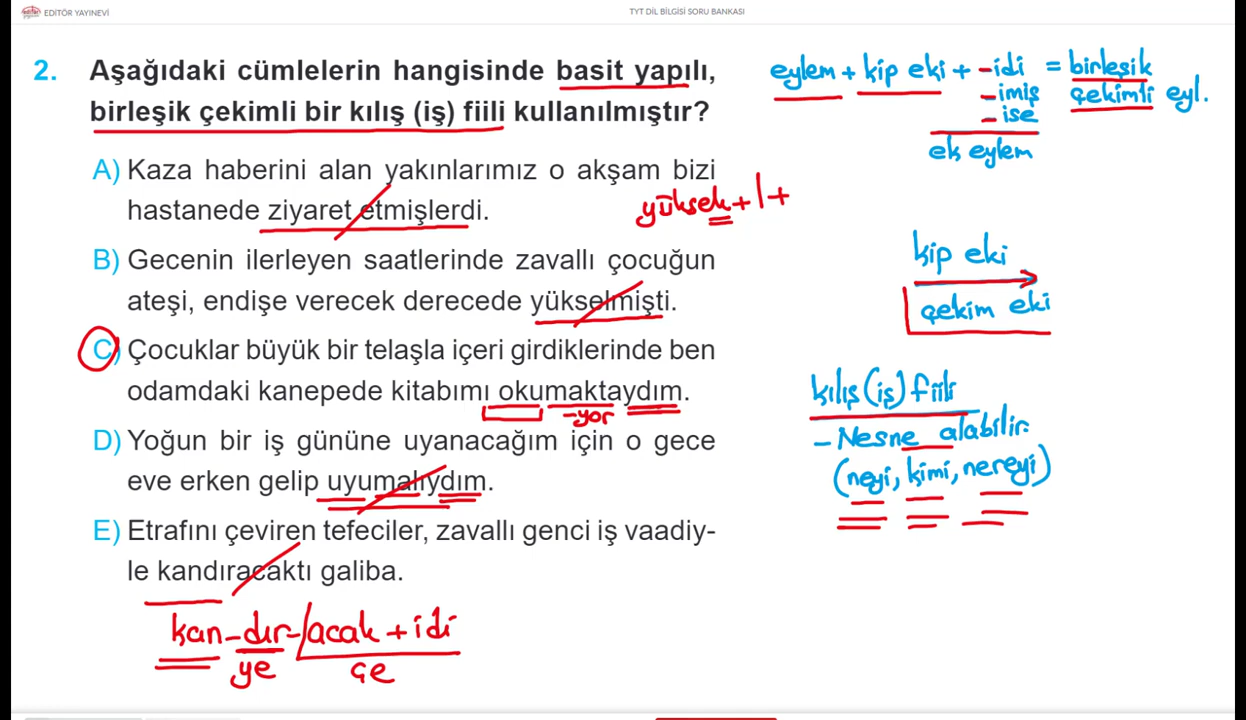 EDİTÖR YAYINEVİ
TYT DİL BİLGİSİ SORU BANKASI
2. Aşağıdaki cümlelerin hangisinde basit yapılı,
birleşik çekimli bir kılış (iş) fiili kullanılmıştır?
A) Kaza haberini alan yakınlarımız o akşam bizi
hastanede ziyaret etmişlerdi.
B) Gecenin ilerleyen saatlerinde zavallı çocuğun
ateşi, endişe verecek derecede yükselmişti.
C) Çocuklar büyük bir telaşla içeri girdiklerinde ben
odamdaki kanepede kitabımı okumaktaydım.
-yor
D) Yoğun bir iş gününe uyanacağım için o gece
eve erken gelip uyumalıydım.
E) Etrafını çeviren tefeciler, zavallı genci iş vaadiy-
le kandıracaktı galiba.
kan-dır-/acak+idi
ye çe
yüksek+l+
eylem + kip eki + -idi = birleşik
-imiş çekimli eyl.
-ise
ek eylem
kip eki
çekim eki
kılış (iş) fiili
- Nesne alabilir.
(neyi, kimi, nereyi)